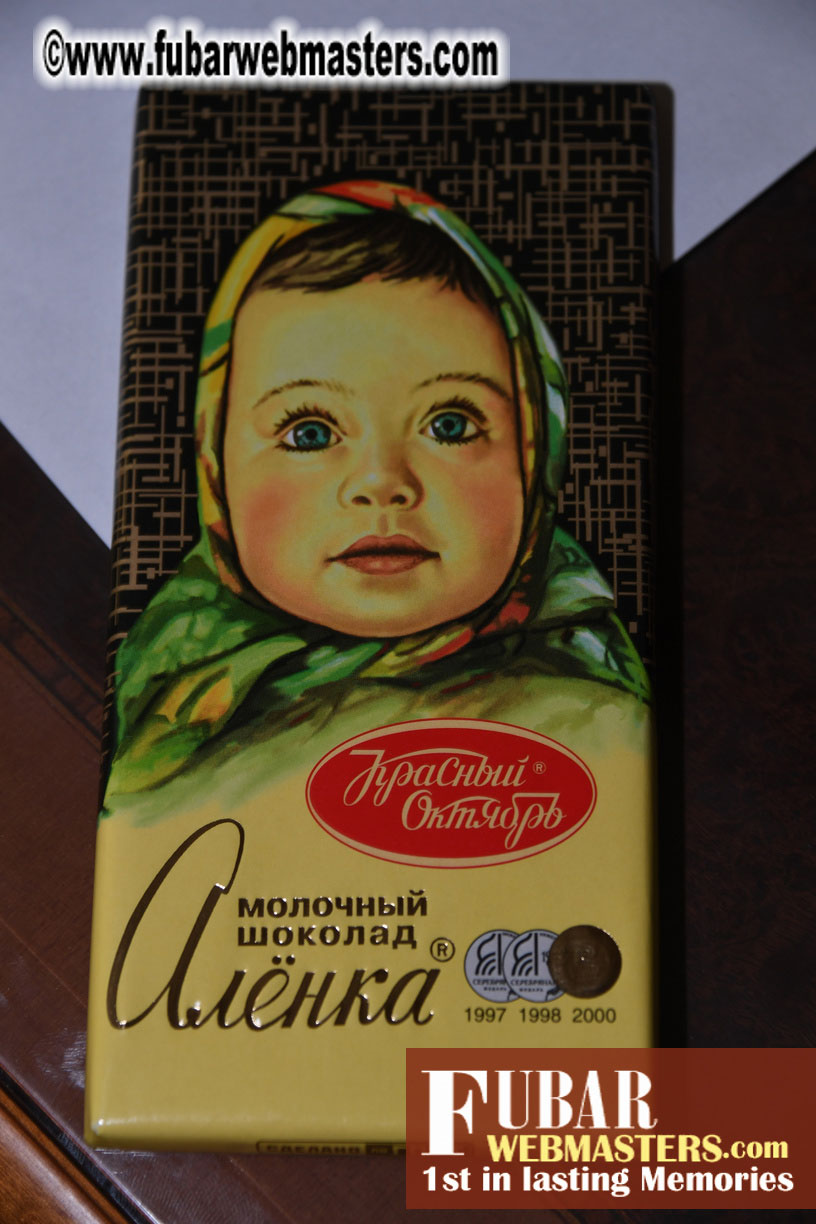 ©www.fubarwebmasters.com
Красный ®
Октябрь
молочный
шоколад
Алёнка ®
1997 1998 2000
FUBAR
WEBMASTERS.com
1st in lasting Memories